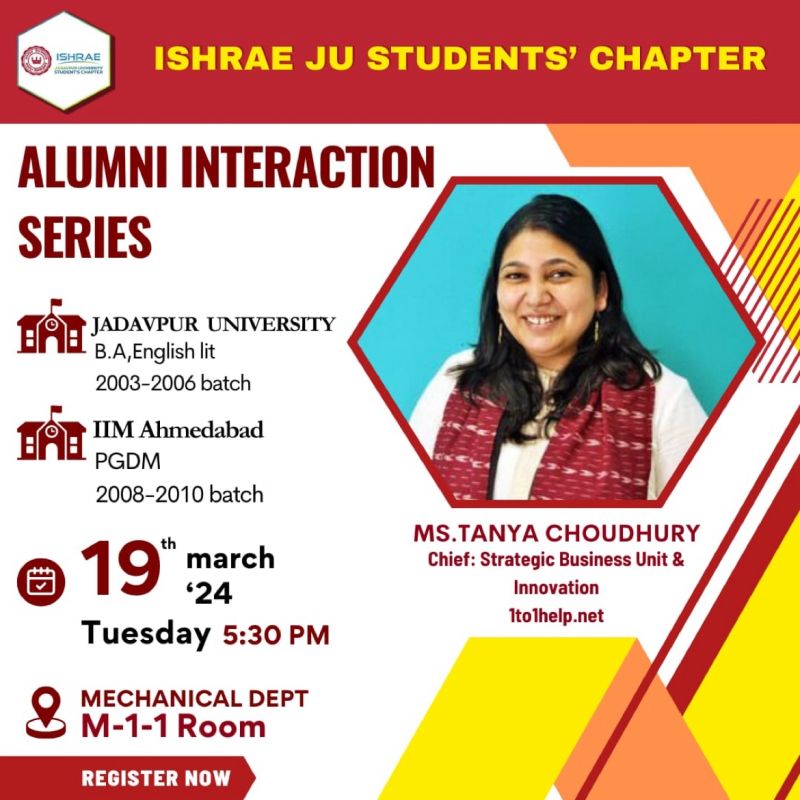 ISHRAE
JADAVPUR UNIVERSITY
STUDENT'S CHAPTER
ISHRAE JU STUDENTS' CHAPTER
ALUMNI INTERACTION
SERIES
JADAVPUR UNIVERSITY
B.A,English lit
2003-2006 batch
IIM Ahmedabad
PGDM
2008-2010 batch
19th march
‘24
Tuesday 5:30 PM
MECHANICAL DEPT
M-1-1 Room
REGISTER NOW
MS.TANYA CHOUDHURY
Chief: Strategic Business Unit &
Innovation
1to1help.net